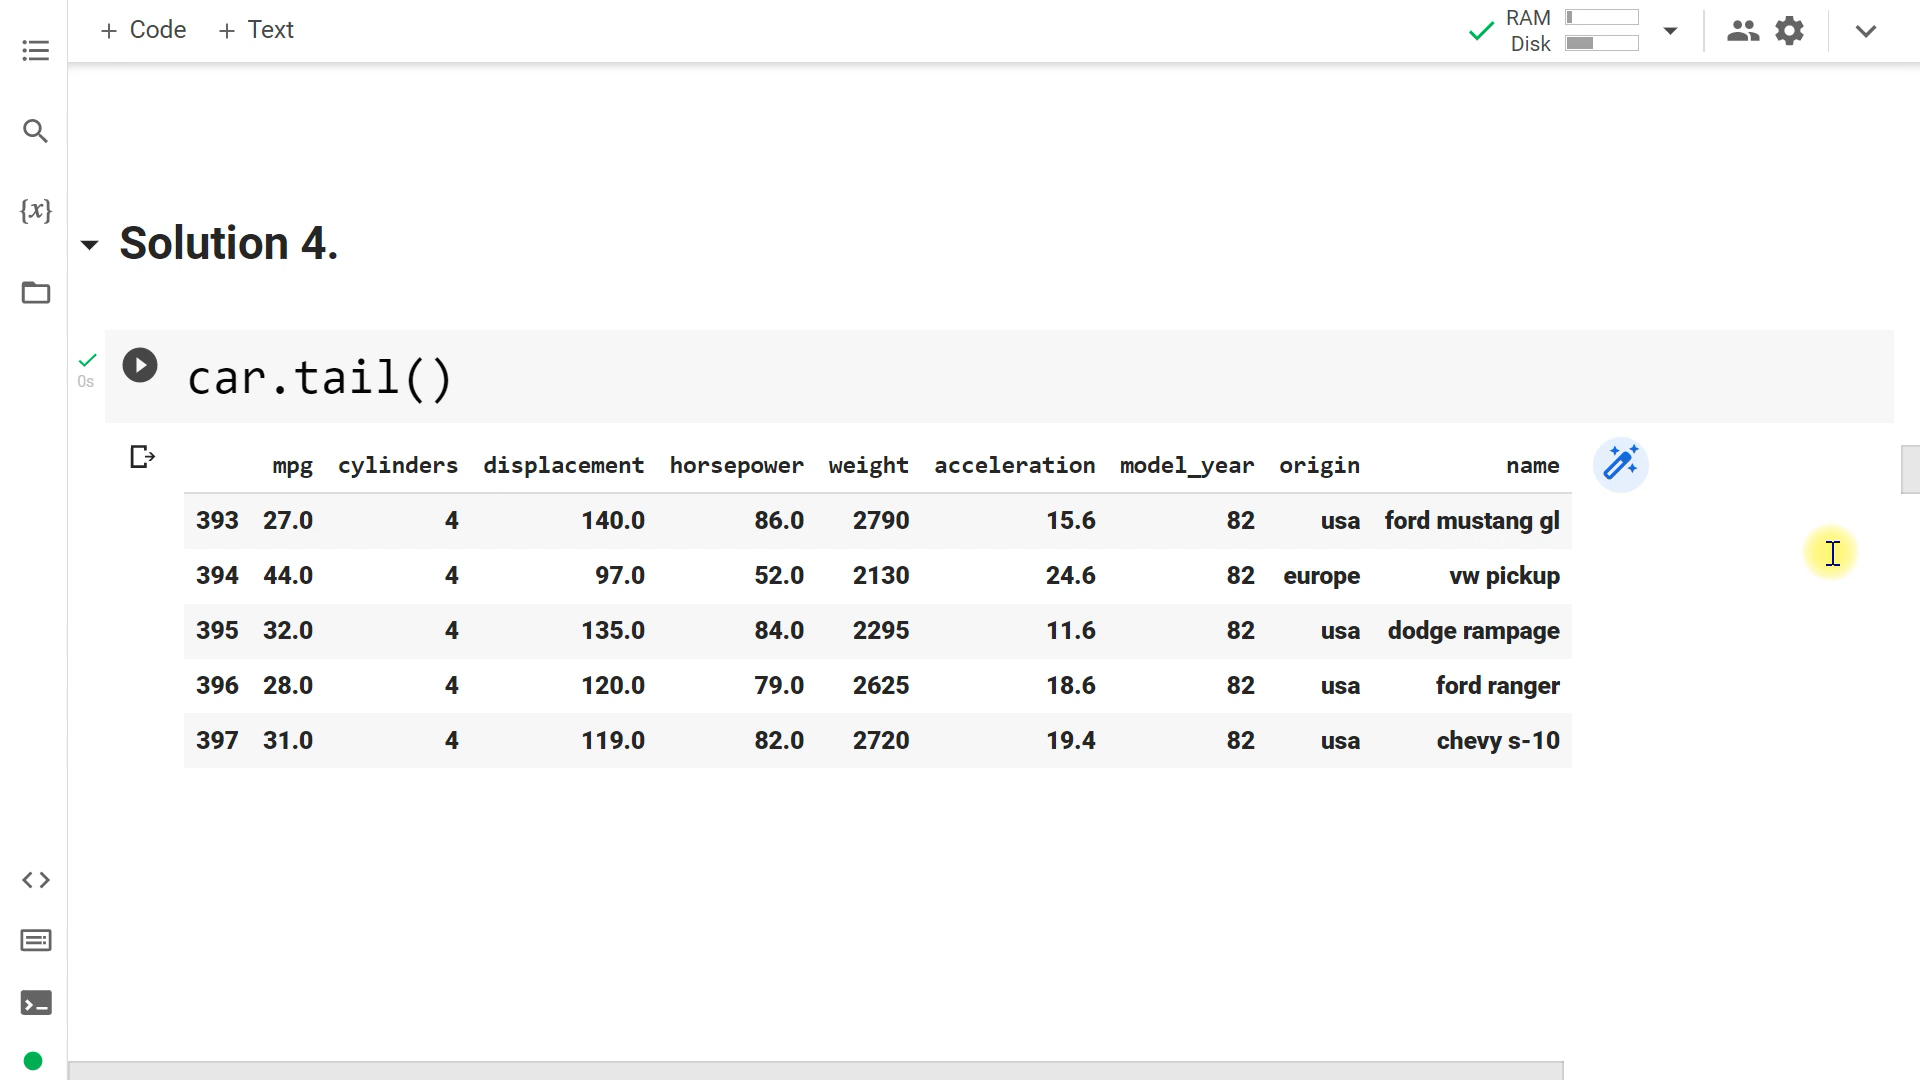 + Code + Text
RAM
Disk
{x}
Solution 4.
0s
car.tail()
mpg cylinders displacement horsepower weight acceleration model_year origin name
393 27.0 4 140.0 86.0 2790 15.6 82 usa ford mustang gl
394 44.0 4 97.0 52.0 2130 24.6 82 europe vw pickup
395 32.0 4 135.0 84.0 2295 11.6 82 usa dodge rampage
396 28.0 4 120.0 79.0 2625 18.6 82 usa ford ranger
397 31.0 4 119.0 82.0 2720 19.4 82 usa chevy s-10